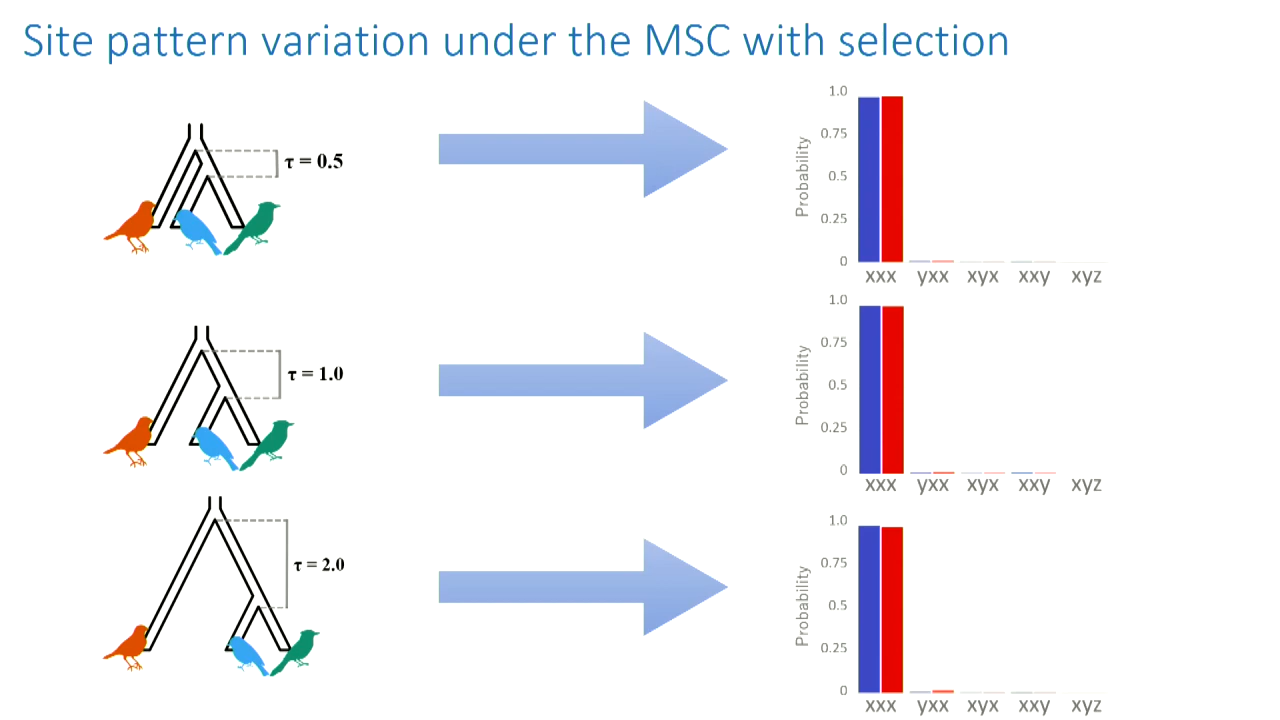 Site pattern variation under the MSC with selection
τ = 0.5
1.0
0.75
0.5
0.25
0
Probability
xxx yxx xyx xxy xyz
τ = 1.0
1.0
0.75
0.5
0.25
0
Probability
xxx yxx xyx xxy xyz
τ = 2.0
1.0
0.75
0.5
0.25
0
Probability
xxx yxx xyx xxy xyz